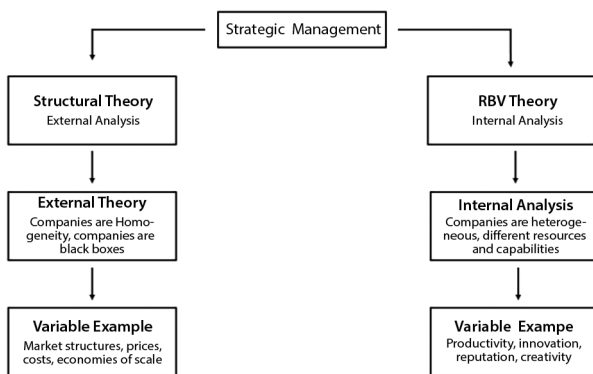 Strategic Management
Structural Theory
External Analysis
RBV Theory
Internal Analysis
External Theory
Companies are Homo-
geneity, companies are
black boxes
Internal Analysis
Companies are heteroge-
neous, different resources
and capabilities
Variable Example
Market structures, prices,
costs, economies of scale
Variable Exampe
Productivity, innovation,
reputation, creativity